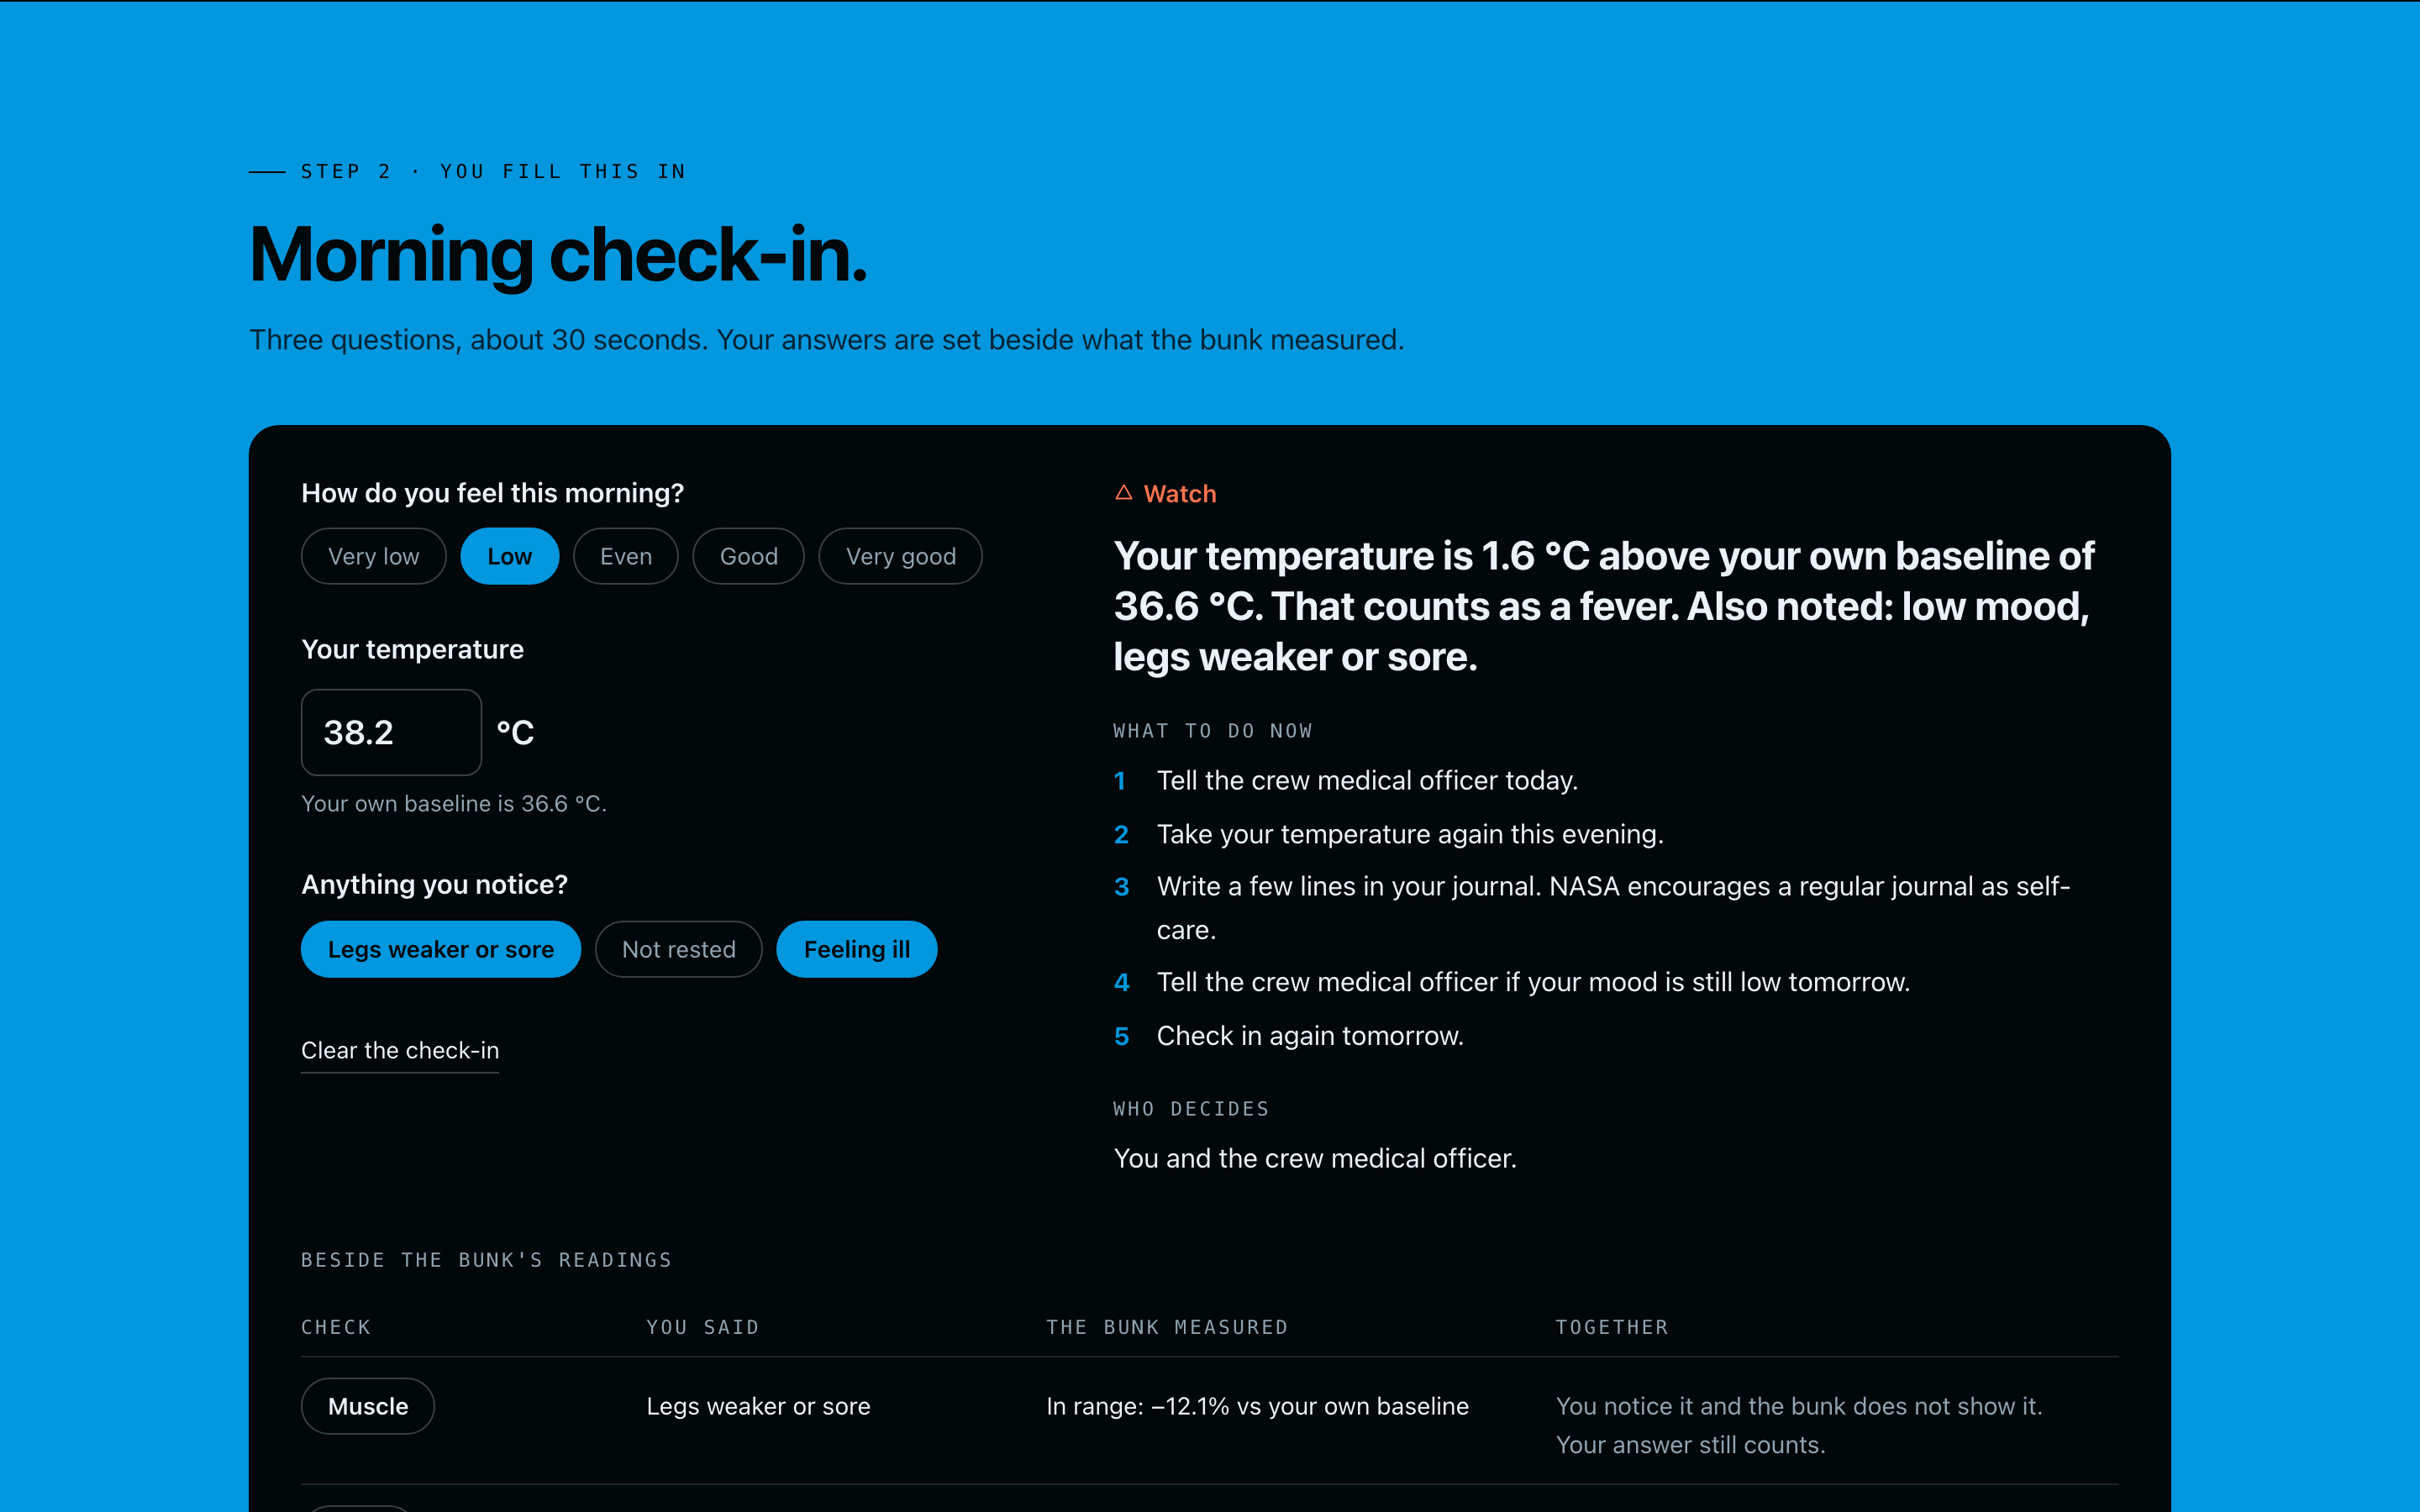 STEP 2 · YOU FILL THIS IN
Morning check-in.
Three questions, about 30 seconds. Your answers are set beside what the bunk measured.
How do you feel this morning?
Very low
Low
Even
Good
Very good
Your temperature
38.2 °C
Your own baseline is 36.6 °C.
Anything you notice?
Legs weaker or sore
Not rested
Feeling ill
Clear the check-in
Watch
Your temperature is 1.6 °C above your own baseline of
36.6 °C. That counts as a fever. Also noted: low mood,
legs weaker or sore.
WHAT TO DO NOW
1 Tell the crew medical officer today.
2 Take your temperature again this evening.
3 Write a few lines in your journal. NASA encourages a regular journal as self-
care.
4 Tell the crew medical officer if your mood is still low tomorrow.
5 Check in again tomorrow.
WHO DECIDES
You and the crew medical officer.
BESIDE THE BUNK'S READINGS
CHECK YOU SAID THE BUNK MEASURED TOGETHER
Muscle Legs weaker or sore In range: −12.1% vs your own baseline You notice it and the bunk does not show it.
Your answer still counts.